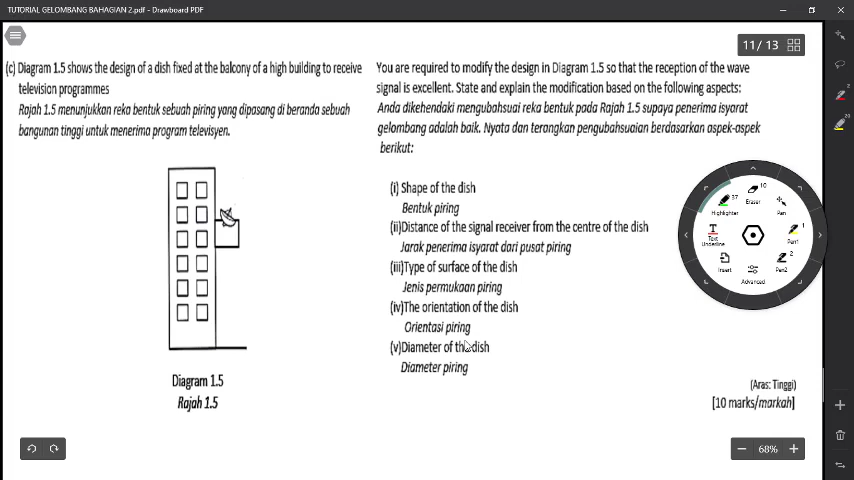 TUTORIAL GELOMBANG BAHAGIAN 2.pdf - Drawboard PDF
11 / 13
(c) Diagram 1.5 shows the design of a dish fixed at the balcony of a high building to receive
television programmes
Rajah 1.5 menunjukkan reka bentuk sebuah piring yang dipasang di beranda sebuah
bangunan tinggi untuk menerima program televisyen.
Diagram 1.5
Rajah 1.5
You are required to modify the design in Diagram 1.5 so that the reception of the wave
signal is excellent. State and explain the modification based on the following aspects:
Anda dikehendaki mengubahsuai reka bentuk pada Rajah 1.5 supaya penerima isyarat
gelombang adalah baik. Nyata dan terangkan pengubahsuaian berdasarkan aspek-aspek
berikut:
(i) Shape of the dish
Bentuk piring
(ii) Distance of the signal receiver from the centre of the dish
Jarak penerima isyarat dari pusat piring
(iii)Type of surface of the dish
Jenis permukaan piring
(iv)The orientation of the dish
Orientasi piring
(v)Diameter of the dish
Diameter piring
(Aras: Tinggi)
[10 marks/markah]
37
Highlighter
10
Eraser
Pan
Text
Underline
1
Pen1
Insert
2
Pen2
Advanced
2
20
68%